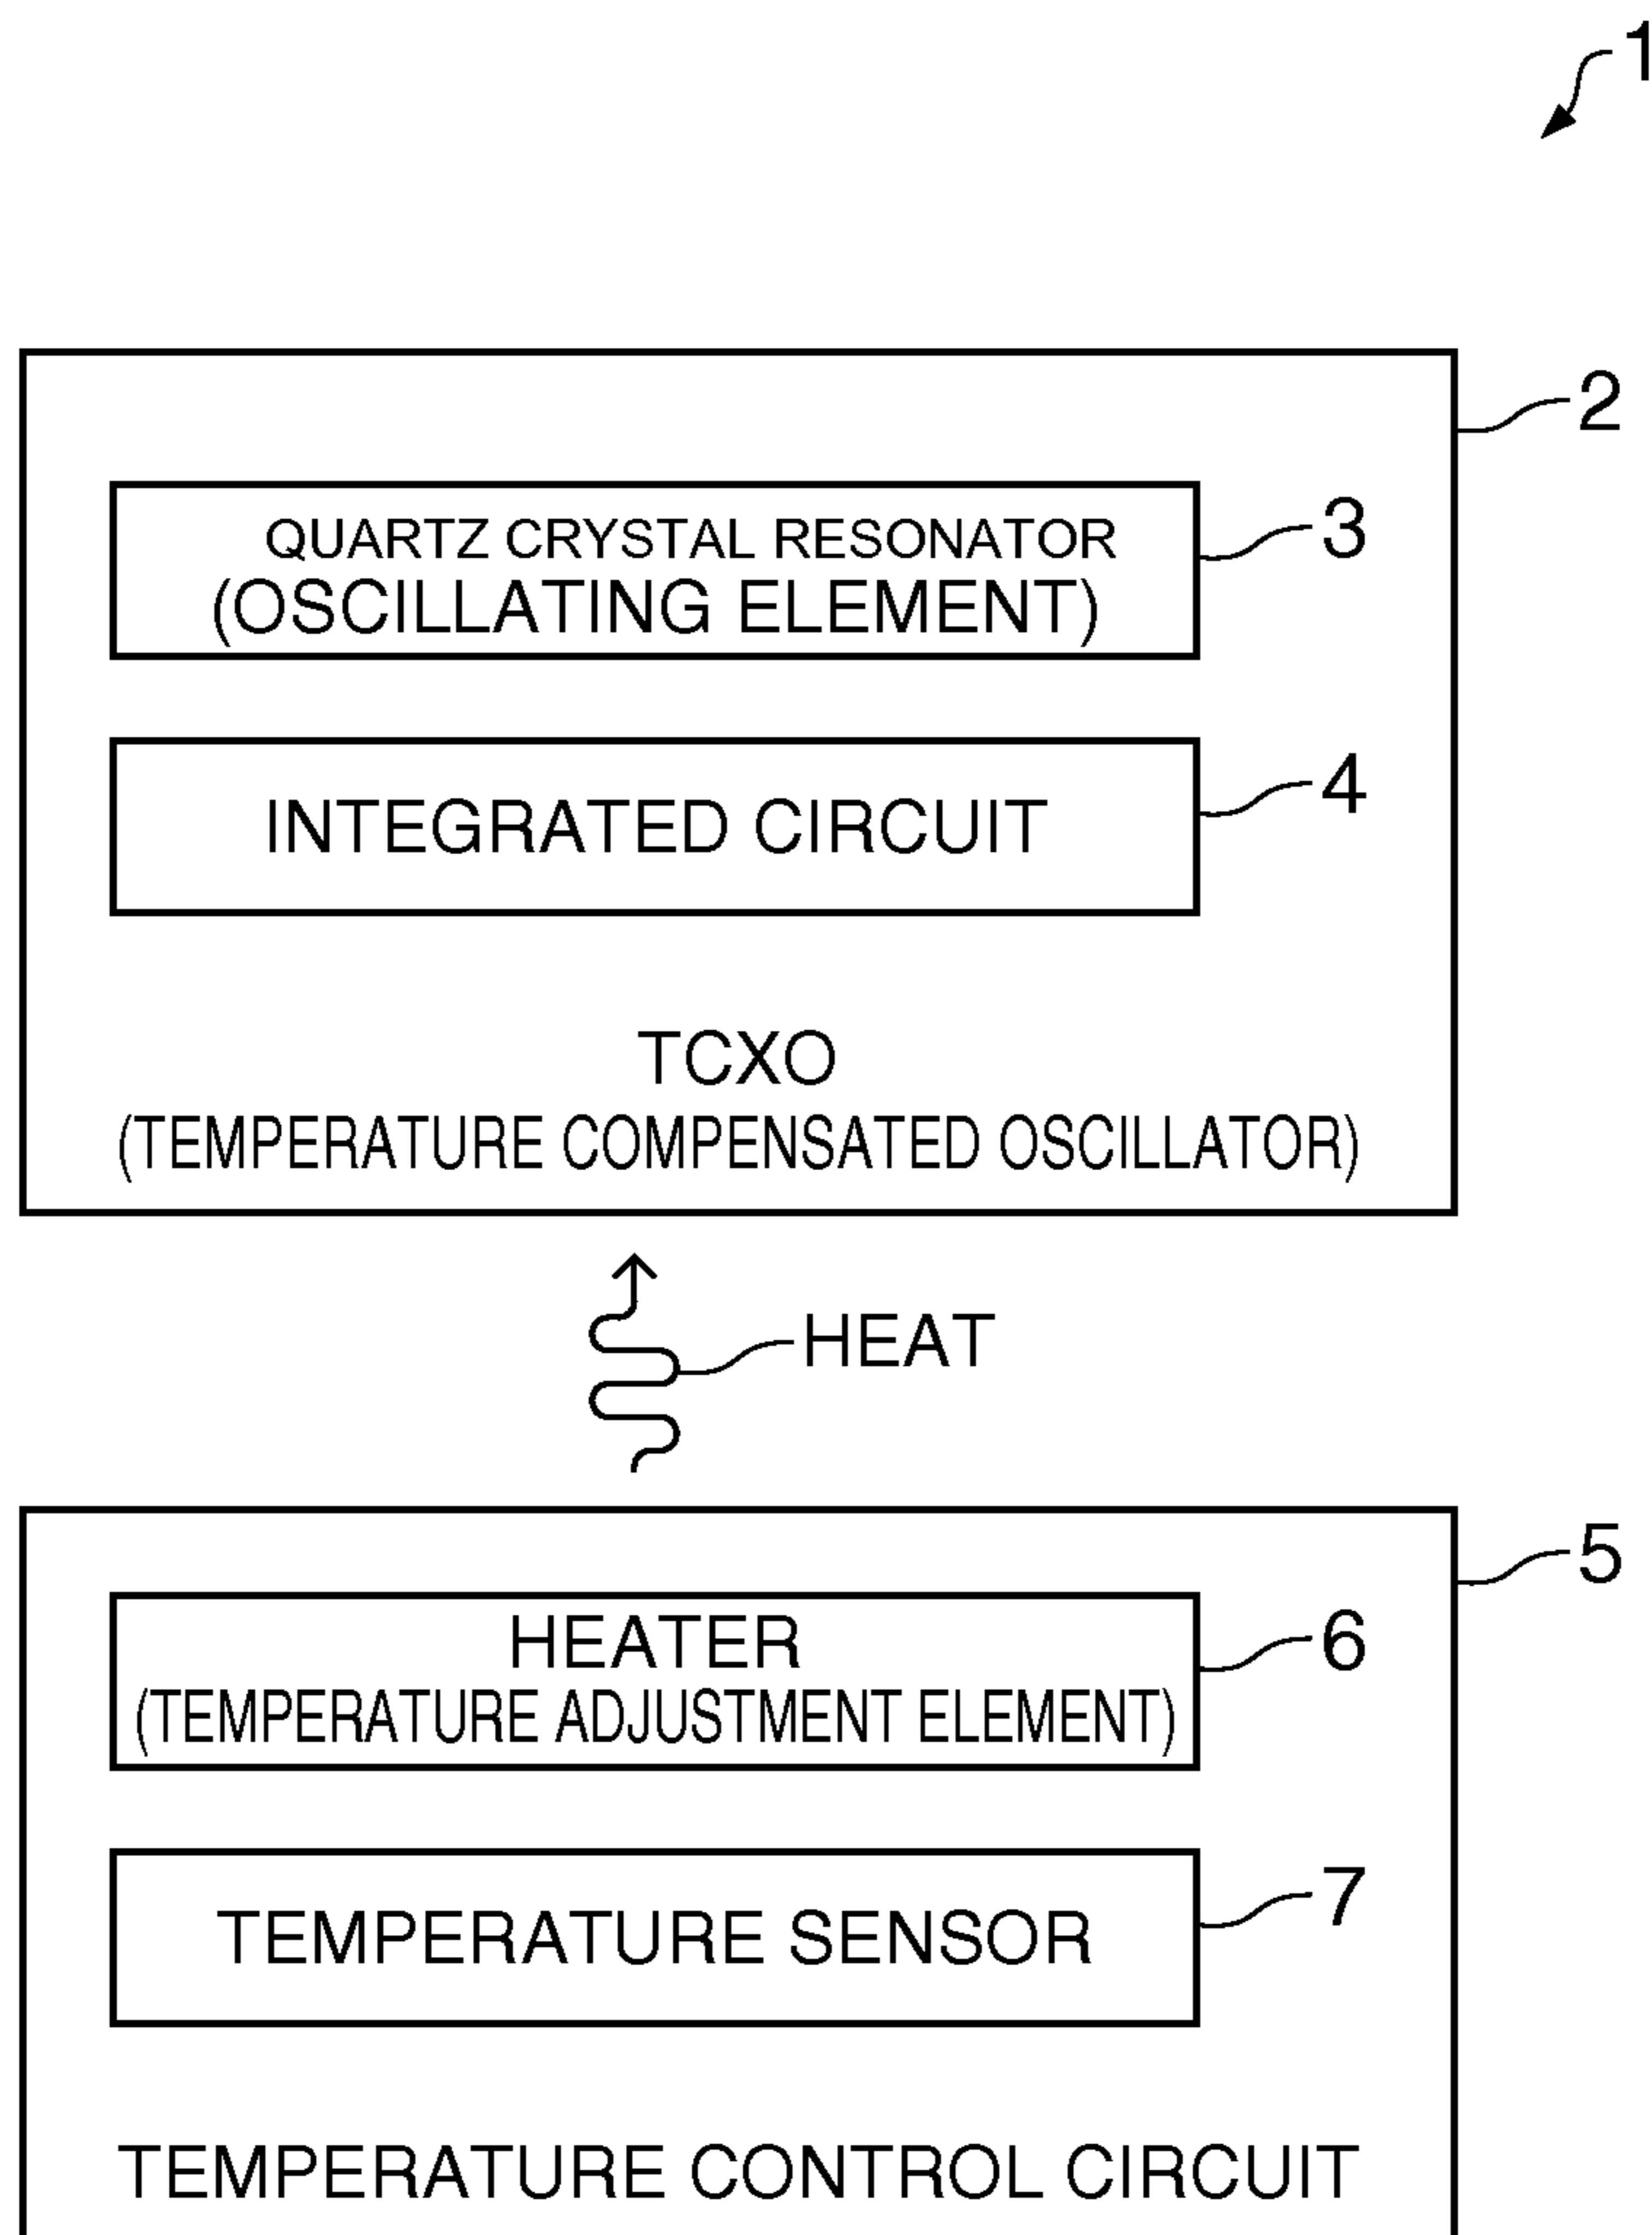 1
2
QUARTZ CRYSTAL RESONATOR
(OSCILLATING ELEMENT)
3
INTEGRATED CIRCUIT
4
TCXO
(TEMPERATURE COMPENSATED OSCILLATOR)
HEAT
5
HEATER
(TEMPERATURE ADJUSTMENT ELEMENT)
6
TEMPERATURE SENSOR
7
TEMPERATURE CONTROL CIRCUIT